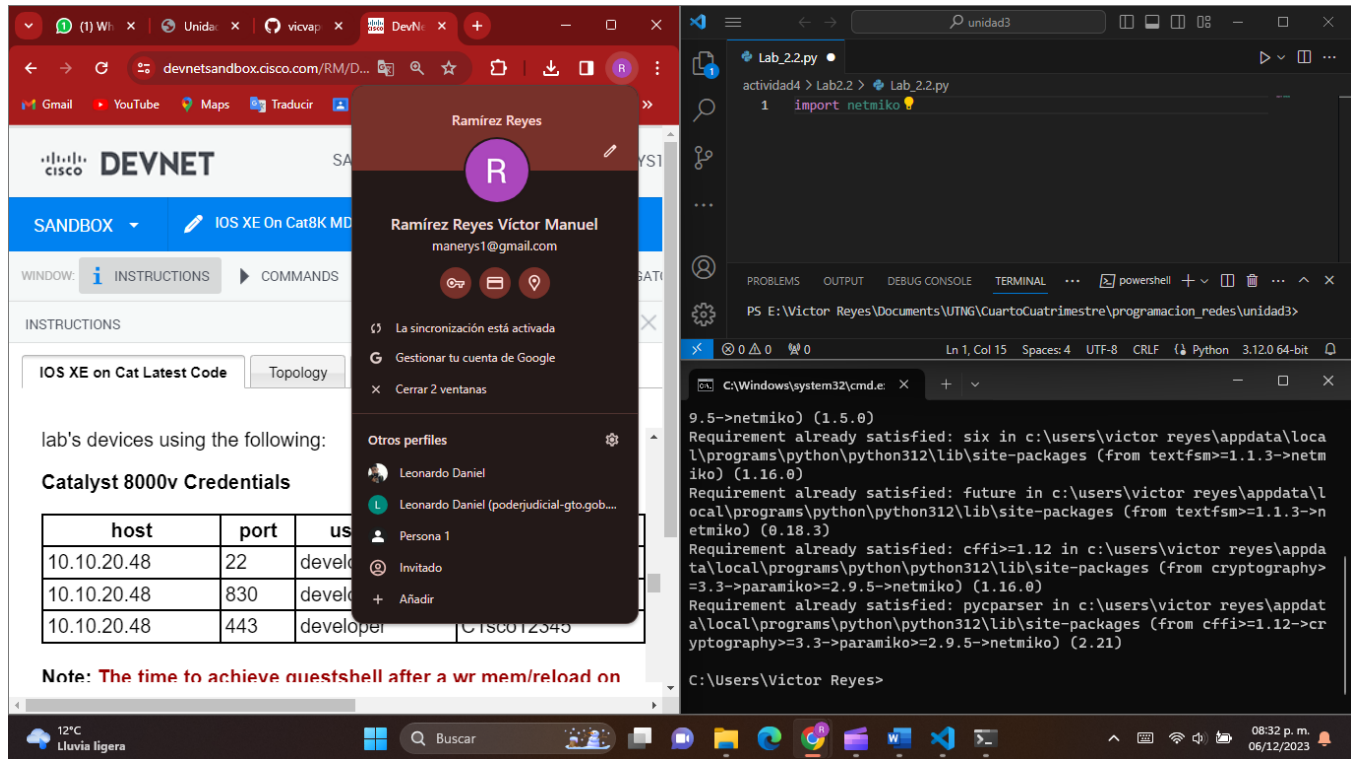 (1) Wh
Unidad
vicvap
DevNe
devnetsandbox.cisco.com/RM/D...
R
Gmail
YouTube
Maps
Traducir
»
cisco DEVNET
SA
YS1
SANDBOX
IOS XE On Cat8K MD
WINDOW:
INSTRUCTIONS
COMMANDS
GAT
INSTRUCTIONS
IOS XE on Cat Latest Code
Topology
lab's devices using the following:
Catalyst 8000v Credentials
host port us
10.10.20.48 22 develo
10.10.20.48 830 develo
10.10.20.48 443 developer C1sco12345
Note: The time to achieve guestshell after a wr mem/reload on
Ramírez Reyes
R
Ramírez Reyes Víctor Manuel
manerys1@gmail.com
La sincronización está activada
G Gestionar tu cuenta de Google
Cerrar 2 ventanas
Otros perfiles
Leonardo Daniel
L Leonardo Daniel (poderjudicial-gto.gob....
Persona 1
Invitado
Añadir
unidad3
1
Lab_2.2.py
actividad4 > Lab2.2 > Lab_2.2.py
1 import netmiko
PROBLEMS OUTPUT DEBUG CONSOLE TERMINAL ... powershell
PS E:\Victor Reyes\Documents\UTNG\CuartoCuatrimestre\programacion_redes\unidad3>
0 0 0 Ln 1, Col 15 Spaces: 4 UTF-8 CRLF Python 3.12.0 64-bit
C:\Windows\system32\cmd.e:
9.5->netmiko) (1.5.0)
Requirement already satisfied: six in c:\users\victor reyes\appdata\loca
l\programs\python\python312\lib\site-packages (from textfsm>=1.1.3->netm
iko) (1.16.0)
Requirement already satisfied: future in c:\users\victor reyes\appdata\l
ocal\programs\python\python312\lib\site-packages (from textfsm>=1.1.3->n
etmiko) (0.18.3)
Requirement already satisfied: cffi>=1.12 in c:\users\victor reyes\appda
ta\local\programs\python\python312\lib\site-packages (from cryptography>
=3.3->paramiko>=2.9.5->netmiko) (1.16.0)
Requirement already satisfied: pycparser in c:\users\victor reyes\appdat
a\local\programs\python\python312\lib\site-packages (from cffi>=1.12->cr
yptography>=3.3->paramiko>=2.9.5->netmiko) (2.21)
C:\Users\Victor Reyes>
12°C
Lluvia ligera
Buscar
R
08:32 p. m.
06/12/2023